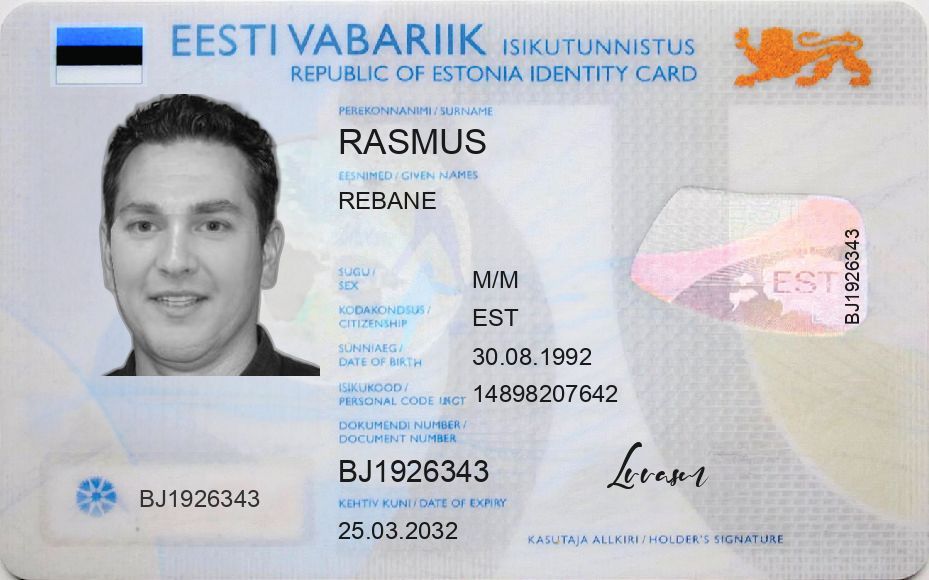 EESTI VABARIIK ISIKUTUNNISTUS
REPUBLIC OF ESTONIA IDENTITY CARD
PEREKONNANIMI / SURNAME
RASMUS
EESNIMED / GIVEN NAMES
REBANE
SUGU /
SEX
M/M
KODAKONDSUS /
CITIZENSHIP
EST
SÜNNIAEG /
DATE OF BIRTH
30.08.1992
ISIKUKOOD /
PERSONAL CODE
14898207642
DOKUMENDI NUMBER /
DOCUMENT NUMBER
BJ1926343
KEHTIV KUNI / DATE OF EXPIRY
25.03.2032
BJ1926343
EST
BJ1926343
KASUTAJA ALLKIRI / HOLDER'S SIGNATURE